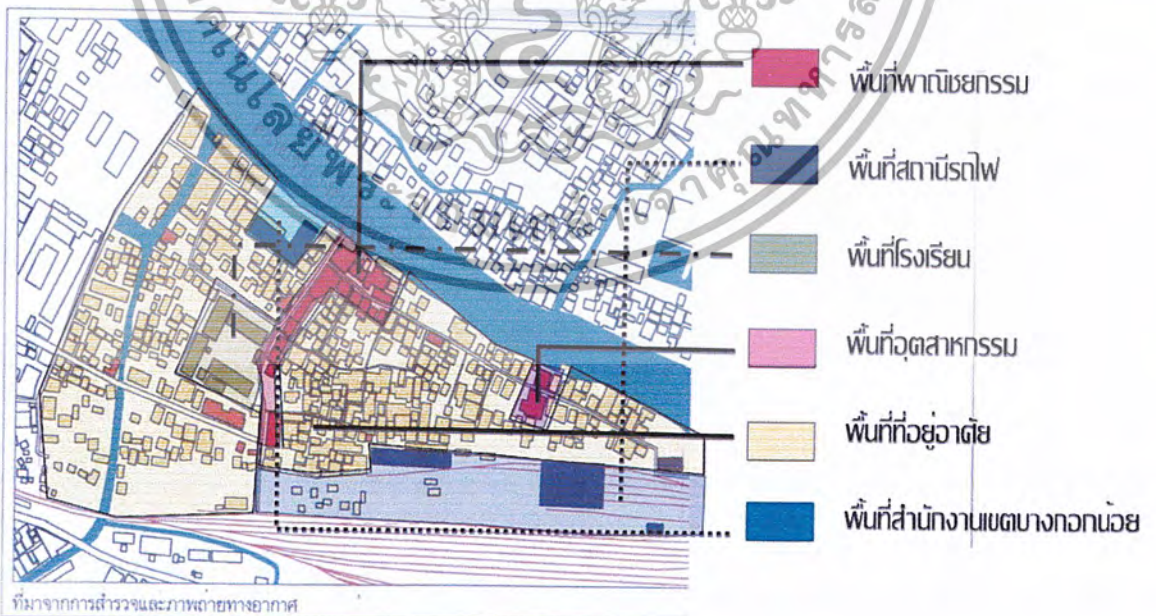 พื้นที่พาณิชยกรรม
พื้นที่สถานีรถไฟ
พื้นที่โรงเรียน
พื้นที่อุตสาหกรรม
พื้นที่ที่อยู่อาศัย
พื้นที่สำนักงานเขตบางกอกน้อย
ที่มาจากการสำรวจและภาพถ่ายทางอากาศ